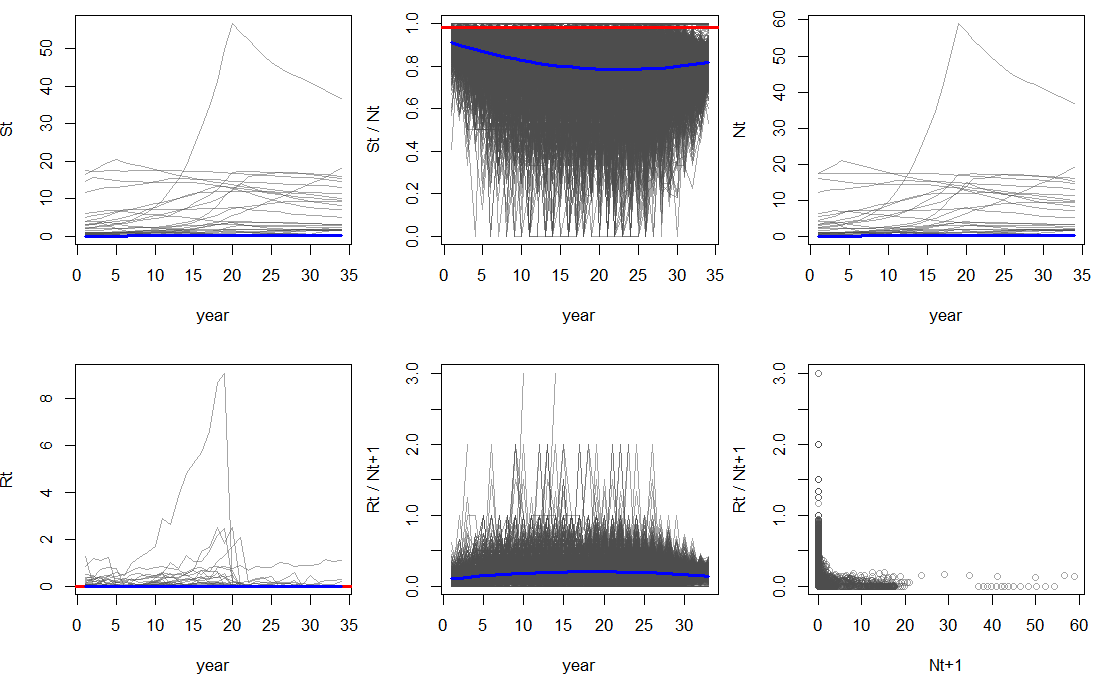 St
0 10 20 30 40 50
0 5 10 15 20 25 30 35
year
St / Nt
0.0 0.2 0.4 0.6 0.8 1.0
0 5 10 15 20 25 30 35
year
Nt
0 10 20 30 40 50 60
0 5 10 15 20 25 30 35
year
Rt
0 2 4 6 8
0 5 10 15 20 25 30 35
year
Rt / Nt+1
0.0 1.0 2.0 3.0
0 5 10 15 20 25 30
year
Rt / Nt+1
0.0 1.0 2.0 3.0
0 10 20 30 40 50 60
Nt+1